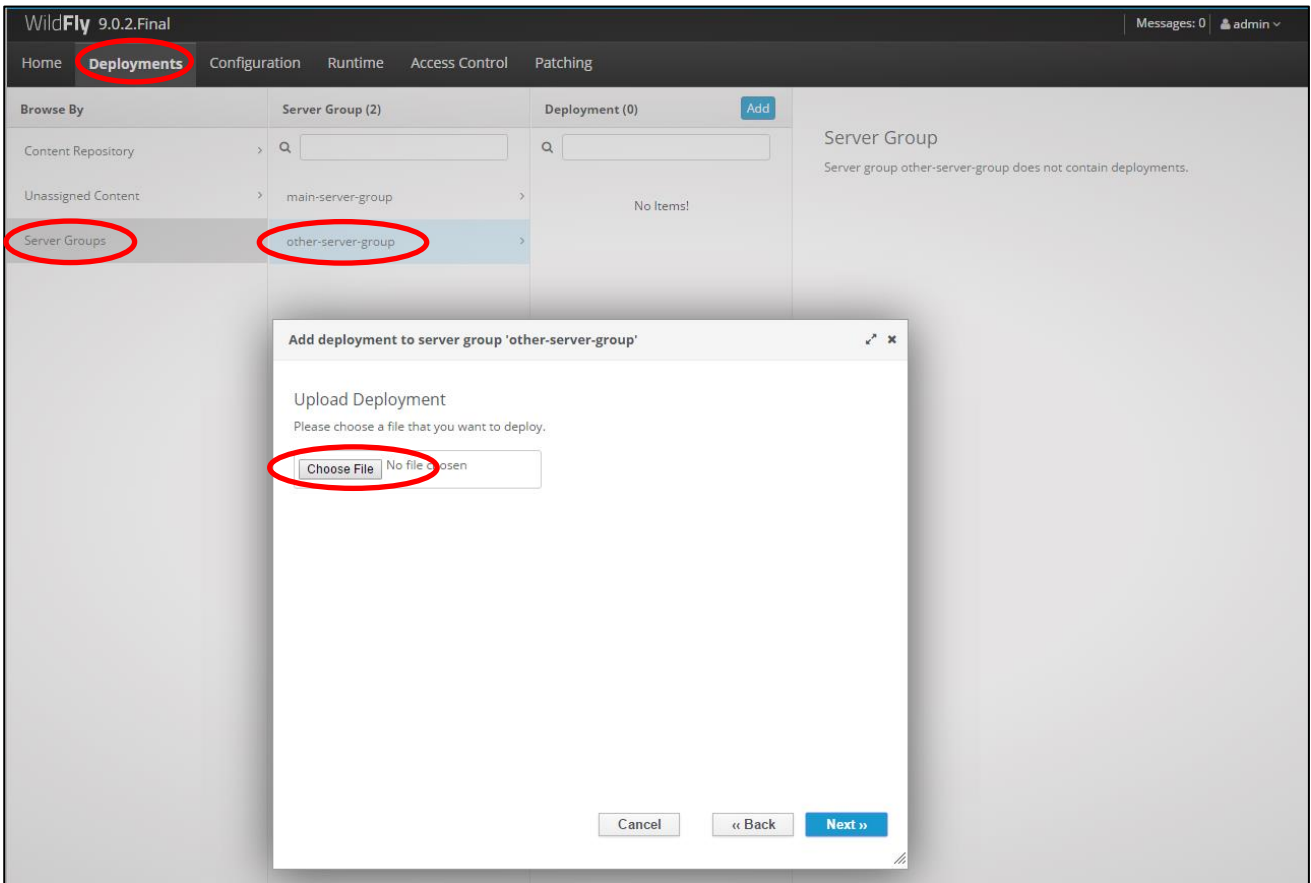 WildFly 9.0.2.Final
Messages: 0 admin
Home Deployments Configuration Runtime Access Control Patching
Browse By
Server Group (2)
Deployment (0) Add
Content Repository
Unassigned Content
Server Groups
main-server-group
other-server-group
No Items!
Server Group
Server group other-server-group does not contain deployments.
Add deployment to server group 'other-server-group'
Upload Deployment
Please choose a file that you want to deploy.
Choose File No file chosen
Cancel « Back Next »